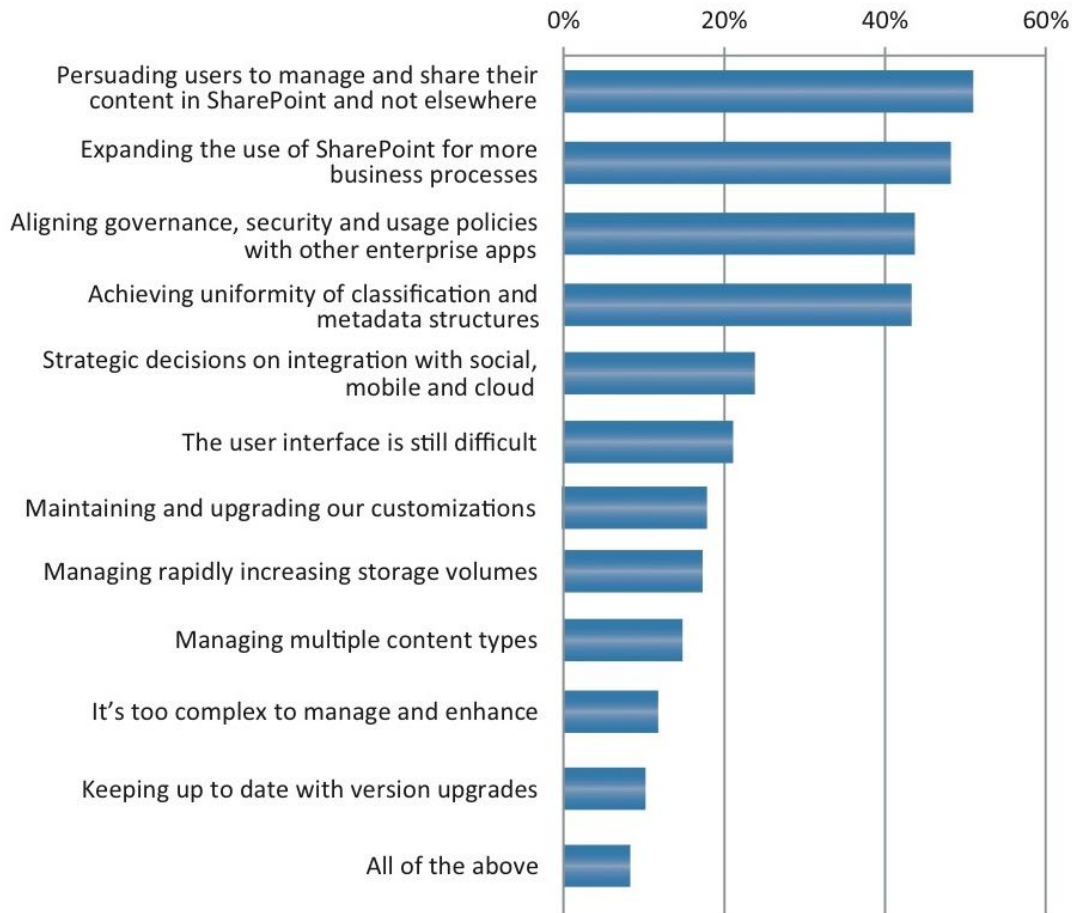 0% 20% 40% 60%
Persuading users to manage and share their
content in SharePoint and not elsewhere
Expanding the use of SharePoint for more
business processes
Aligning governance, security and usage policies
with other enterprise apps
Achieving uniformity of classification and
metadata structures
Strategic decisions on integration with social,
mobile and cloud
The user interface is still difficult
Maintaining and upgrading our customizations
Managing rapidly increasing storage volumes
Managing multiple content types
It’s too complex to manage and enhance
Keeping up to date with version upgrades
All of the above